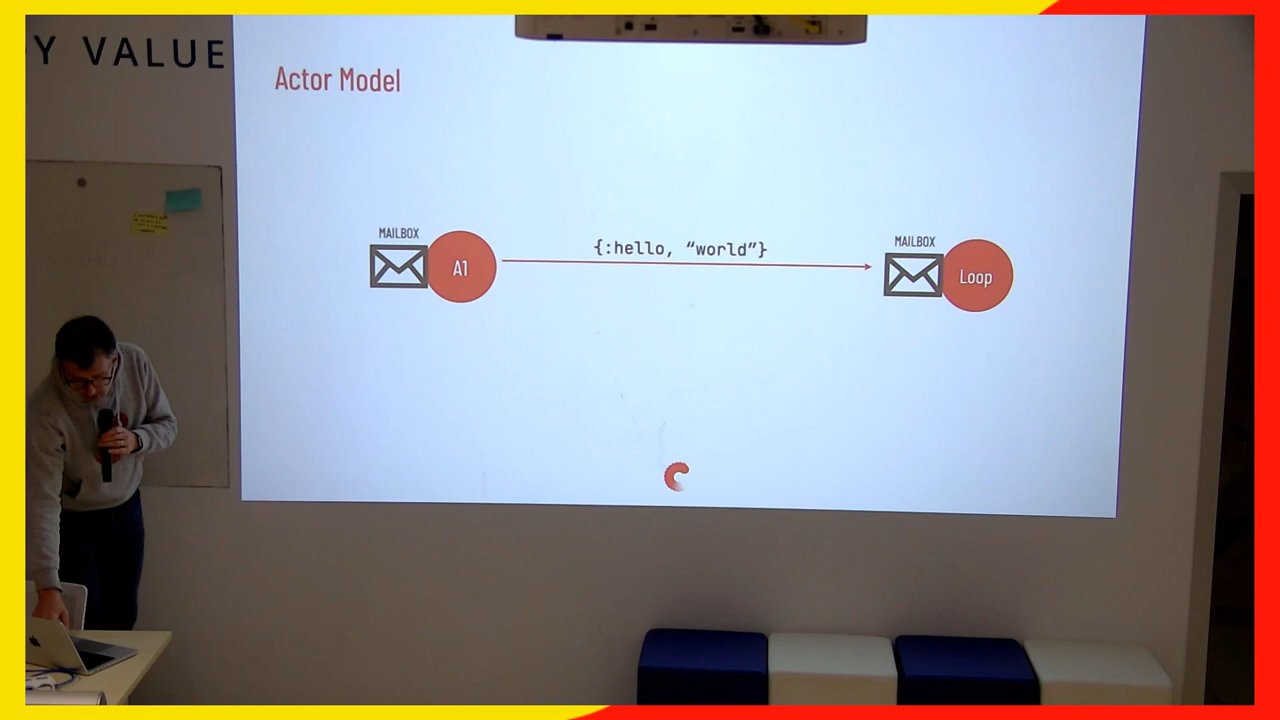 Y VALUE
Actor Model
MAILBOX
A1
{:hello, “world”}
MAILBOX
Loop